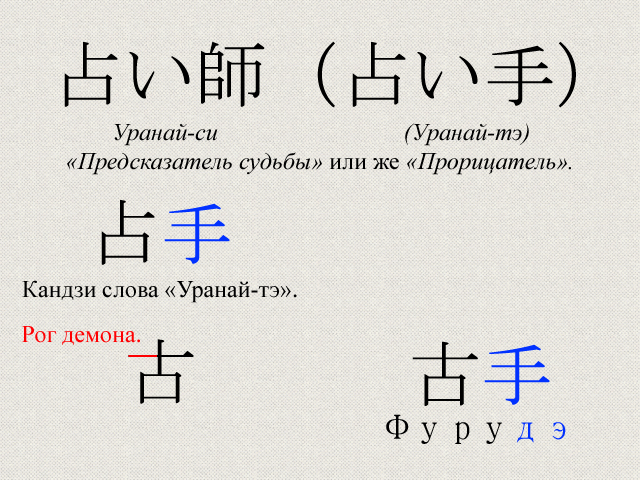 占い師（占い手）
Уранай-си (Уранай-тэ)
«Предсказатель судьбы» или же «Прорицатель».
占手
Кандзи слова «Уранай-тэ».
Рог демона.
古 古手
Фурудэ